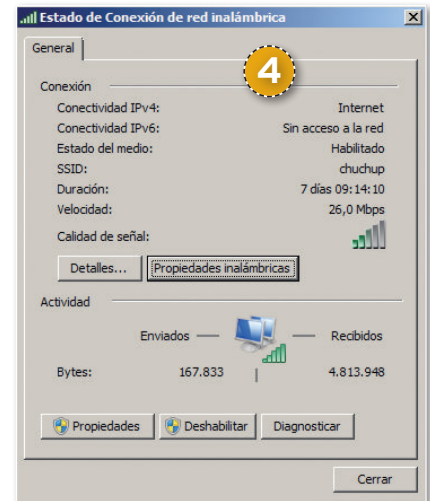 Estado de Conexión de red inalámbrica
General
4
Conexión
Conectividad IPv4: Internet
Conectividad IPv6: Sin acceso a la red
Estado del medio: Habilitado
SSID: chuchup
Duración: 7 días 09:14:10
Velocidad: 26,0 Mbps
Calidad de señal:
Detalles... Propiedades inalámbricas
Actividad
Enviados Recibidos
Bytes: 167.833 4.813.948
Propiedades Deshabilitar Diagnosticar
Cerrar